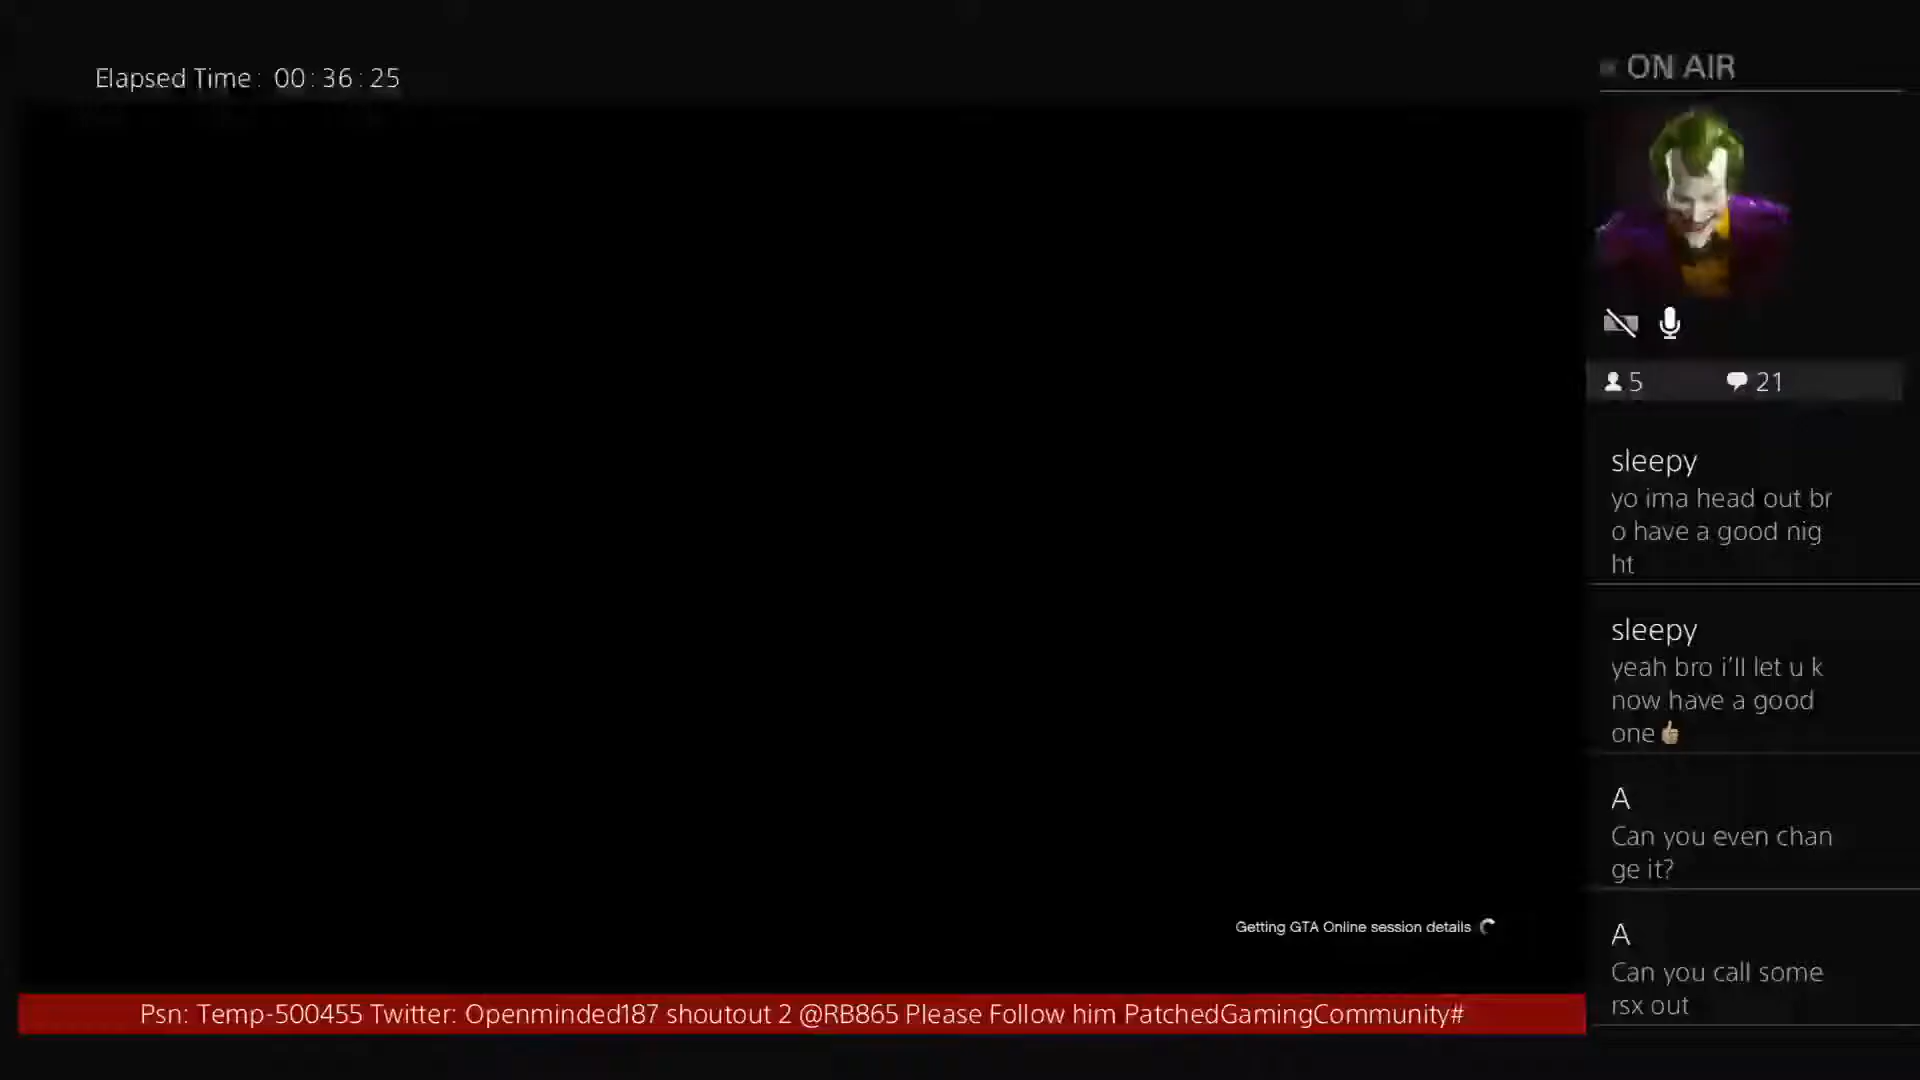 Elapsed Time: 00:36:25
ON AIR
5 21
sleepy
yo ima head out br
o have a good nig
ht
sleepy
yeah bro i'll let u k
now have a good
one👍🏼
A
Can you even chan
ge it?
A
Can you call some
rsx out
Getting GTA Online session details
Psn: Temp-500455 Twitter: Openminded187 shoutout 2 @RB865 Please Follow him PatchedGamingCommunity#